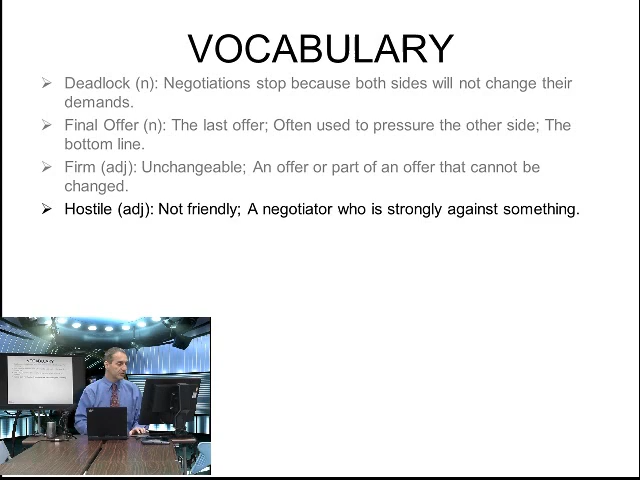 VOCABULARY
➢ Deadlock (n): Negotiations stop because both sides will not change their
demands.
➢ Final Offer (n): The last offer; Often used to pressure the other side; The
bottom line.
➢ Firm (adj): Unchangeable; An offer or part of an offer that cannot be
changed.
➢ Hostile (adj): Not friendly; A negotiator who is strongly against something.
VOCABULARY